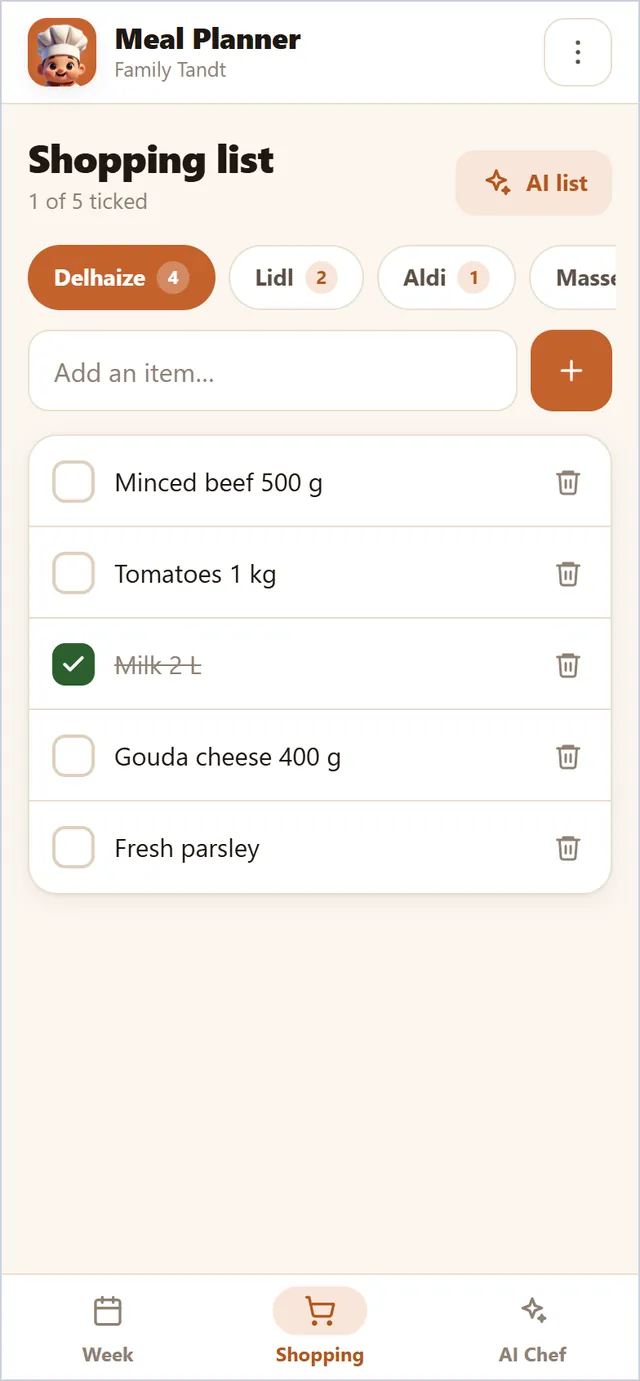 Meal Planner
Family Tandt
Shopping list
1 of 5 ticked
AI list
Delhaize 4 Lidl 2 Aldi 1 Masse
Add an item...
Minced beef 500 g
Tomatoes 1 kg
Milk 2 L
Gouda cheese 400 g
Fresh parsley
Week Shopping AI Chef